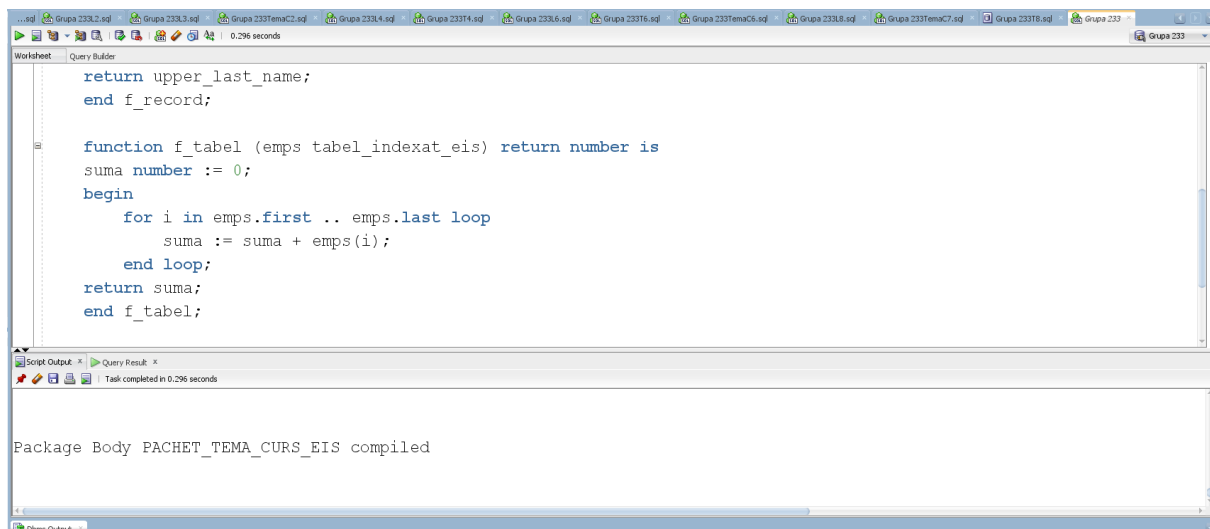 ...sql Grupa 233L2.sql Grupa 233L3.sql Grupa 233TemaC2.sql Grupa 233L4.sql Grupa 233T4.sql Grupa 233L6.sql Grupa 233T6.sql Grupa 233TemaC6.sql Grupa 233L8.sql Grupa 233TemaC7.sql Grupa 233T8.sql Grupa 233
0.296 seconds Grupa 233
Worksheet Query Builder
return upper_last_name;
end f_record;
function f_tabel (emps tabel_indexat_eis) return number is
suma number := 0;
begin
for i in emps.first .. emps.last loop
suma := suma + emps(i);
end loop;
return suma;
end f_tabel;
Script Output x Query Result x
Task completed in 0.296 seconds
Package Body PACHET_TEMA_CURS_EIS compiled
Dbms Output x